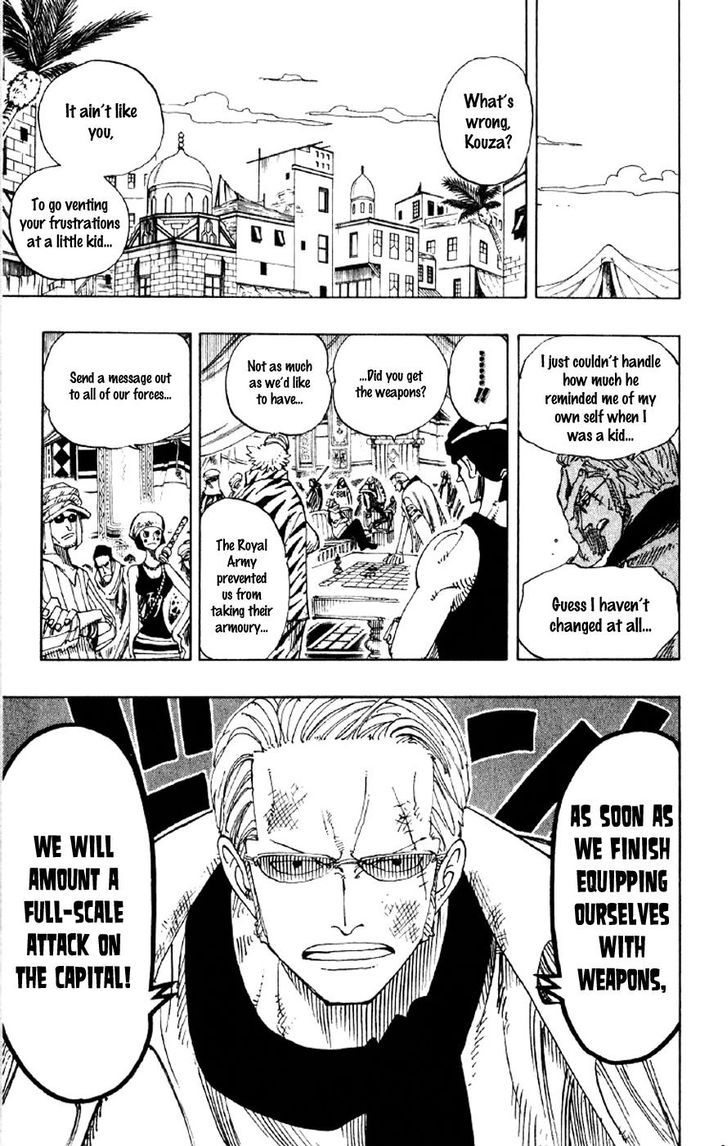 What's
wrong,
Kouza?
It ain't like
you,
To go venting
your frustrations
at a little kid...
I just couldn't handle
how much he
reminded me of
my own self when
I was a kid...
Guess I haven't
changed at all...
......!!
...Did you get
the weapons?
Not as much
as we'd like
to have...
The Royal
Army
prevented
us from
taking their
armoury...
Send a message out
to all of our forces...
AS SOON AS
WE FINISH
EQUIPPING
OURSELVES
WITH
WEAPONS,
WE WILL
AMOUNT A
FULL-SCALE
ATTACK ON
THE CAPITAL!